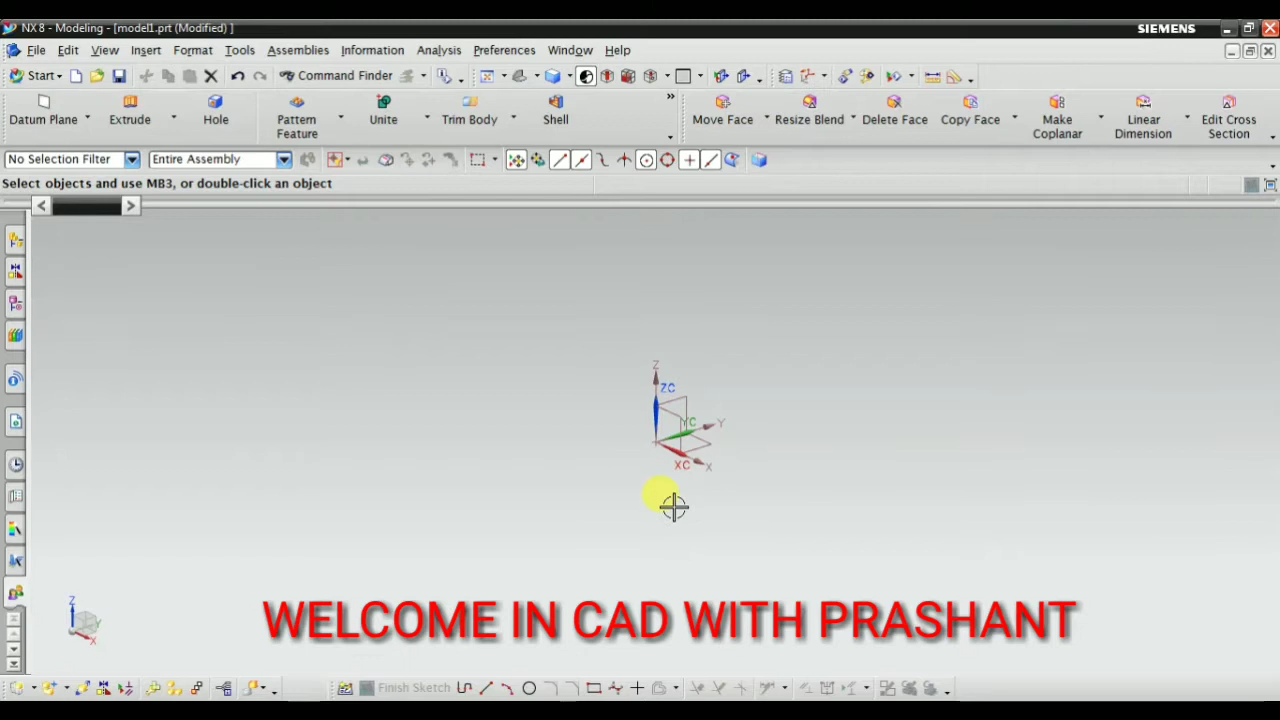 NX 8 - Modeling - [model1.prt (Modified) ]
SIEMENS
File Edit View Insert Format Tools Assemblies Information Analysis Preferences Window Help
Start Command Finder
Datum Plane Extrude Hole Pattern Feature Unite Trim Body Shell » Move Face Resize Blend Delete Face Copy Face Make Coplanar Linear Dimension Edit Cross Section
No Selection Filter Entire Assembly
Select objects and use MB3, or double-click an object
Z
ZC
YC Y
XC X
Z
Y
X
WELCOME IN CAD WITH PRASHANT
Finish Sketch